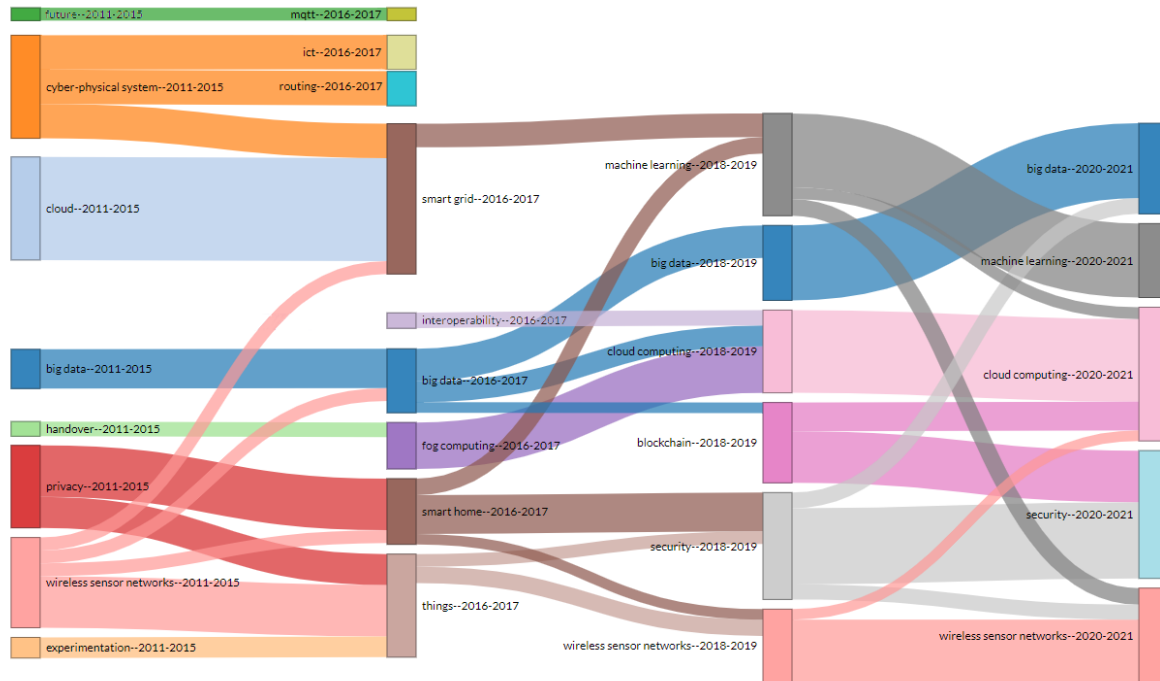 future--2011-2015
cyber-physical system--2011-2015
cloud--2011-2015
big data--2011-2015
handover--2011-2015
privacy--2011-2015
wireless sensor networks--2011-2015
experimentation--2011-2015
mqtt--2016-2017
ict--2016-2017
routing--2016-2017
smart grid--2016-2017
interoperability--2016-2017
big data--2016-2017
fog computing--2016-2017
smart home--2016-2017
things--2016-2017
machine learning--2018-2019
big data--2018-2019
cloud computing--2018-2019
blockchain--2018-2019
security--2018-2019
wireless sensor networks--2018-2019
big data--2020-2021
machine learning--2020-2021
cloud computing--2020-2021
security--2020-2021
wireless sensor networks--2020-2021